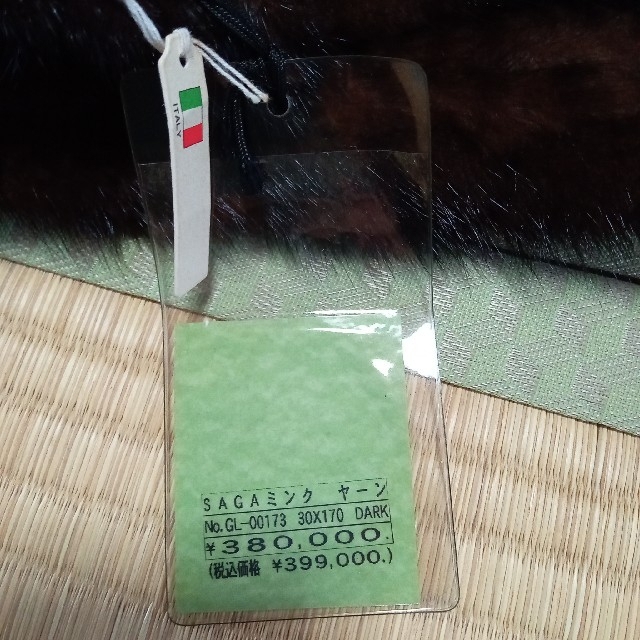 ITALY
SAGAミンク ヤーン
No.GL-00173 30X170 DARK
¥380,000.
(税込価格 ¥399,000.)